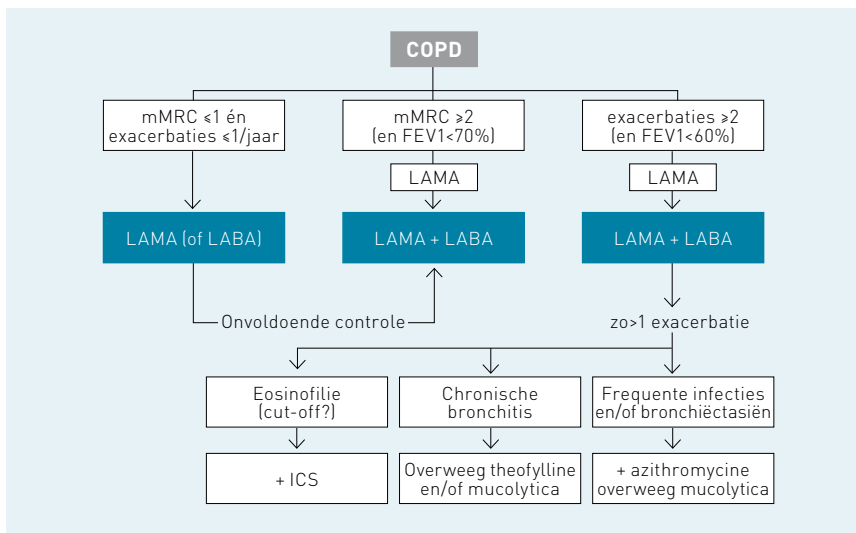 COPD
mMRC ⩽1 én
exacerbaties ⩽1/jaar
mMRC ⩾2
(en FEV1<70%)
exacerbaties ⩾2
(en FEV1<60%)
LAMA
LAMA
LAMA (of LABA)
LAMA + LABA
LAMA + LABA
Onvoldoende controle
zo>1 exacerbatie
Eosinofilie
(cut-off?)
Chronische
bronchitis
Frequente infecties
en/of bronchiëctasiën
+ ICS
Overweeg theofylline
en/of mucolytica
+ azithromycine
overweeg mucolytica